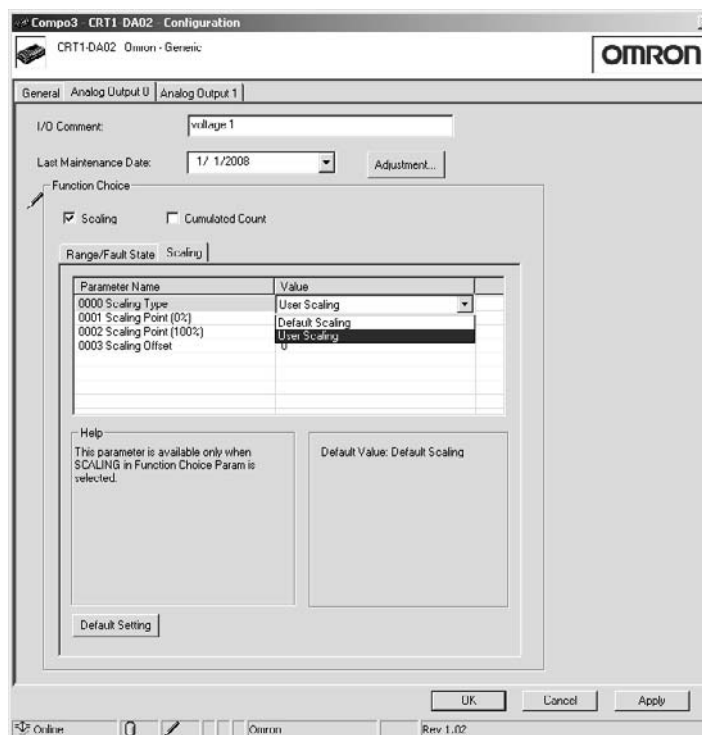 Compo3 - CRT1-DA02 - Configuration
CRT1-DA02 Omron - Generic
OMRON
General Analog Output 0 Analog Output 1
I/O Comment: voltage 1
Last Maintenance Date: 1/ 1/2008 Adjustment...
Function Choice
Scaling Cumulated Count
Range/Fault State Scaling
Parameter Name Value
0000 Scaling Type User Scaling
0001 Scaling Point (0%) Default Scaling
0002 Scaling Point (100%) User Scaling
0003 Scaling Offset 0
Help
This parameter is available only when
SCALING in Function Choice Param is
selected.
Default Value: Default Scaling
Default Setting
OK Cancel Apply
Online Omron Rev 1.02